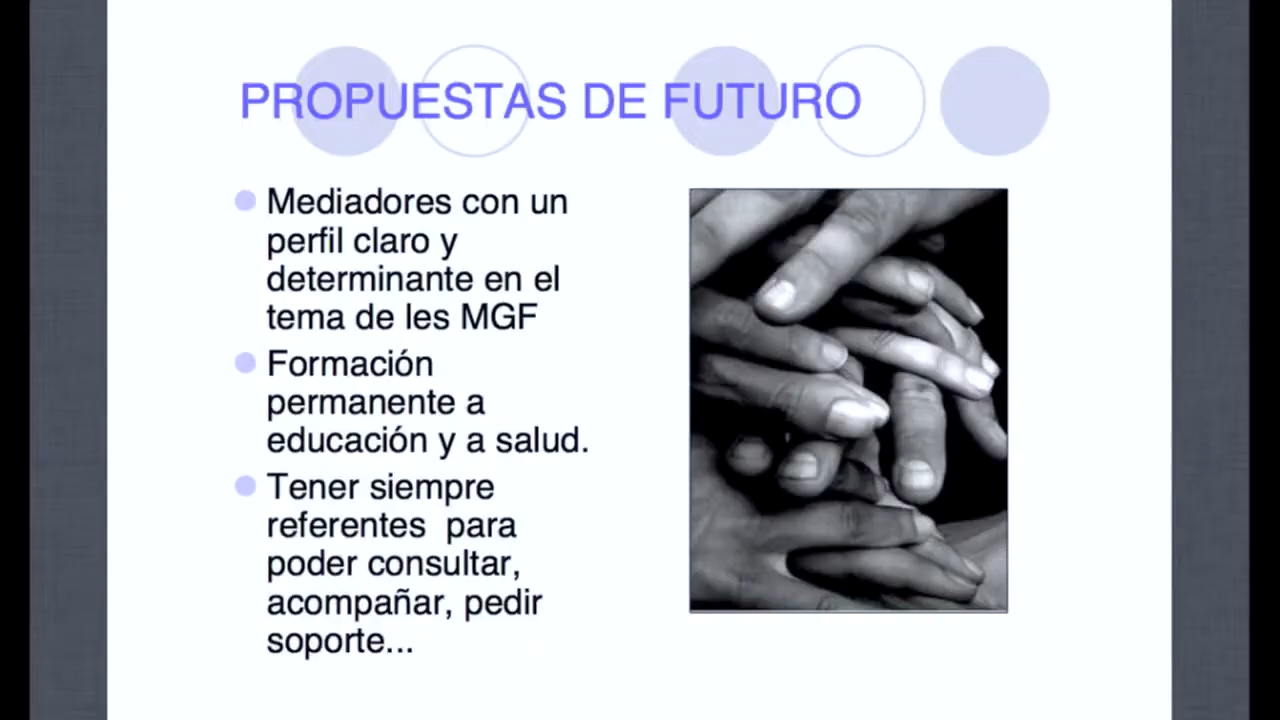 PROPUESTAS DE FUTURO
Mediadores con un
perfil claro y
determinante en el
tema de les MGF
Formación
permanente a
educación y a salud.
Tener siempre
referentes  para
poder consultar,
acompañar, pedir
soporte...